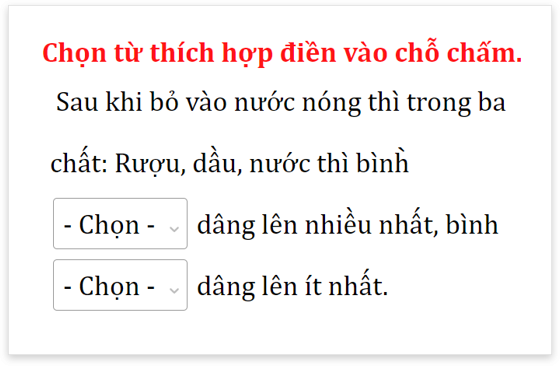 Chọn từ thích hợp điền vào chỗ chấm.
Sau khi bỏ vào nước nóng thì trong ba
chất: Rượu, dầu, nước thì bình̀
- Chọn - dâng lên nhiều nhất, bình
- Chọn - dâng lên ít nhất.